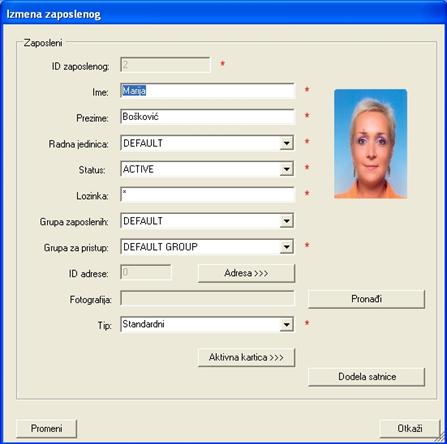 Izmena zaposlenog
Zaposleni
ID zaposlenog: 2 *
Ime: Marija *
Prezime: Bošković *
Radna jedinica: DEFAULT *
Status: ACTIVE *
Lozinka: * *
Grupa zaposlenih: DEFAULT
Grupa za pristup: DEFAULT GROUP *
ID adrese: 0 Adresa >>>
Fotografija: Pronađi
Tip: Standardni *
Aktivna kartica >>>
Dodela satnice
Promeni Otkaži